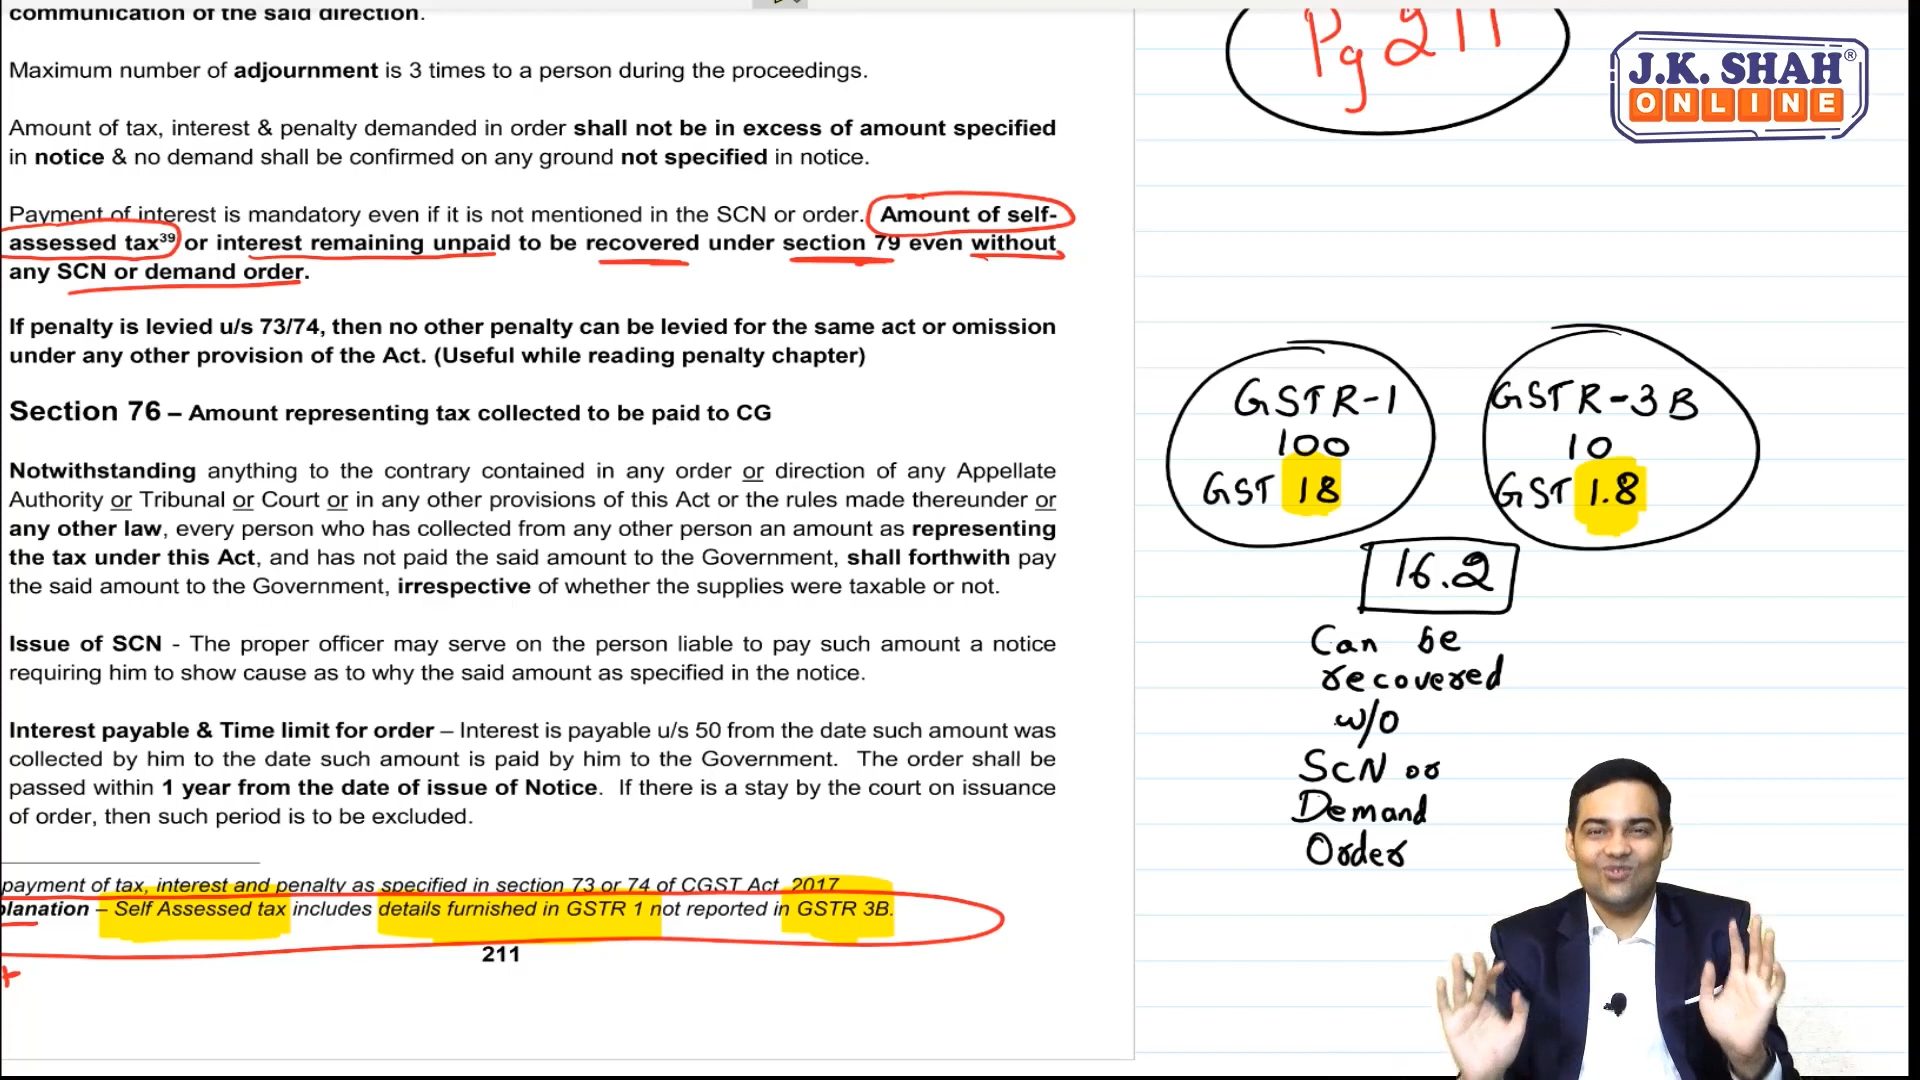 communication of the said direction.
Maximum number of adjournment is 3 times to a person during the proceedings.
Amount of tax, interest & penalty demanded in order shall not be in excess of amount specified
in notice & no demand shall be confirmed on any ground not specified in notice.
Payment of interest is mandatory even if it is not mentioned in the SCN or order. Amount of self-
assessed tax39 or interest remaining unpaid to be recovered under section 79 even without
any SCN or demand order.
If penalty is levied u/s 73/74, then no other penalty can be levied for the same act or omission
under any other provision of the Act. (Useful while reading penalty chapter)
Section 76 – Amount representing tax collected to be paid to CG
Notwithstanding anything to the contrary contained in any order or direction of any Appellate
Authority or Tribunal or Court or in any other provisions of this Act or the rules made thereunder or
any other law, every person who has collected from any other person an amount as representing
the tax under this Act, and has not paid the said amount to the Government, shall forthwith pay
the said amount to the Government, irrespective of whether the supplies were taxable or not.
Issue of SCN - The proper officer may serve on the person liable to pay such amount a notice
requiring him to show cause as to why the said amount as specified in the notice.
Interest payable & Time limit for order – Interest is payable u/s 50 from the date such amount was
collected by him to the date such amount is paid by him to the Government. The order shall be
passed within 1 year from the date of issue of Notice. If there is a stay by the court on issuance
of order, then such period is to be excluded.
payment of tax, interest and penalty as specified in section 73 or 74 of CGST Act, 2017
planation – Self Assessed tax includes details furnished in GSTR 1 not reported in GSTR 3B.
211
Pg 211
J.K. SHAH®
ONLINE
GSTR-1
100
GST 18
GSTR-3B
10
GST 1.8
16.2
Can be
recovered
w/o
SCN or
Demand
Order